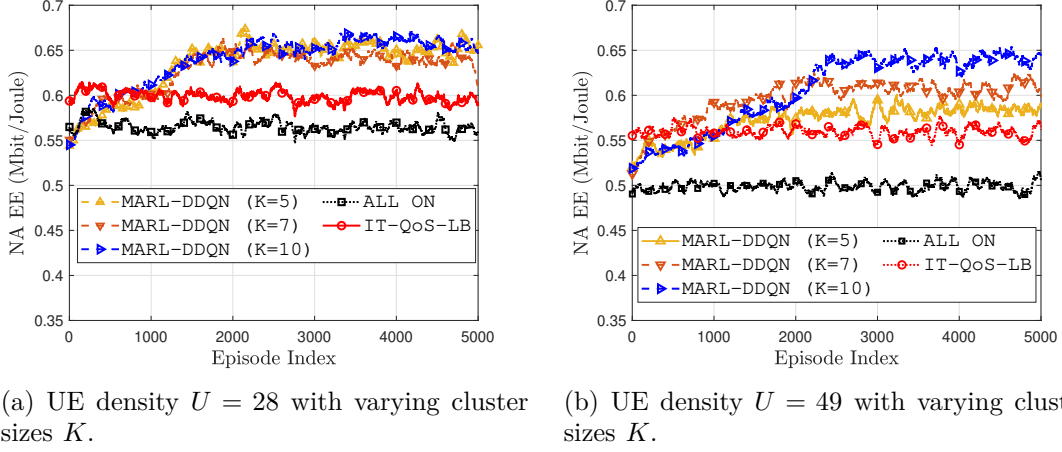 0.7
0.65
0.6
0.55
0.5
0.45
0.4
0.35
NA EE (Mbit/Joule)
MARL-DDQN (K=5)
MARL-DDQN (K=7)
MARL-DDQN (K=10)
ALL ON
IT-QoS-LB
0 1000 2000 3000 4000 5000
Episode Index
(a) UE density U = 28 with varying cluster
sizes K.
0.7
0.65
0.6
0.55
0.5
0.45
0.4
0.35
NA EE (Mbit/Joule)
MARL-DDQN (K=5)
MARL-DDQN (K=7)
MARL-DDQN (K=10)
ALL ON
IT-QoS-LB
0 1000 2000 3000 4000 5000
Episode Index
(b) UE density U = 49 with varying clust
sizes K.